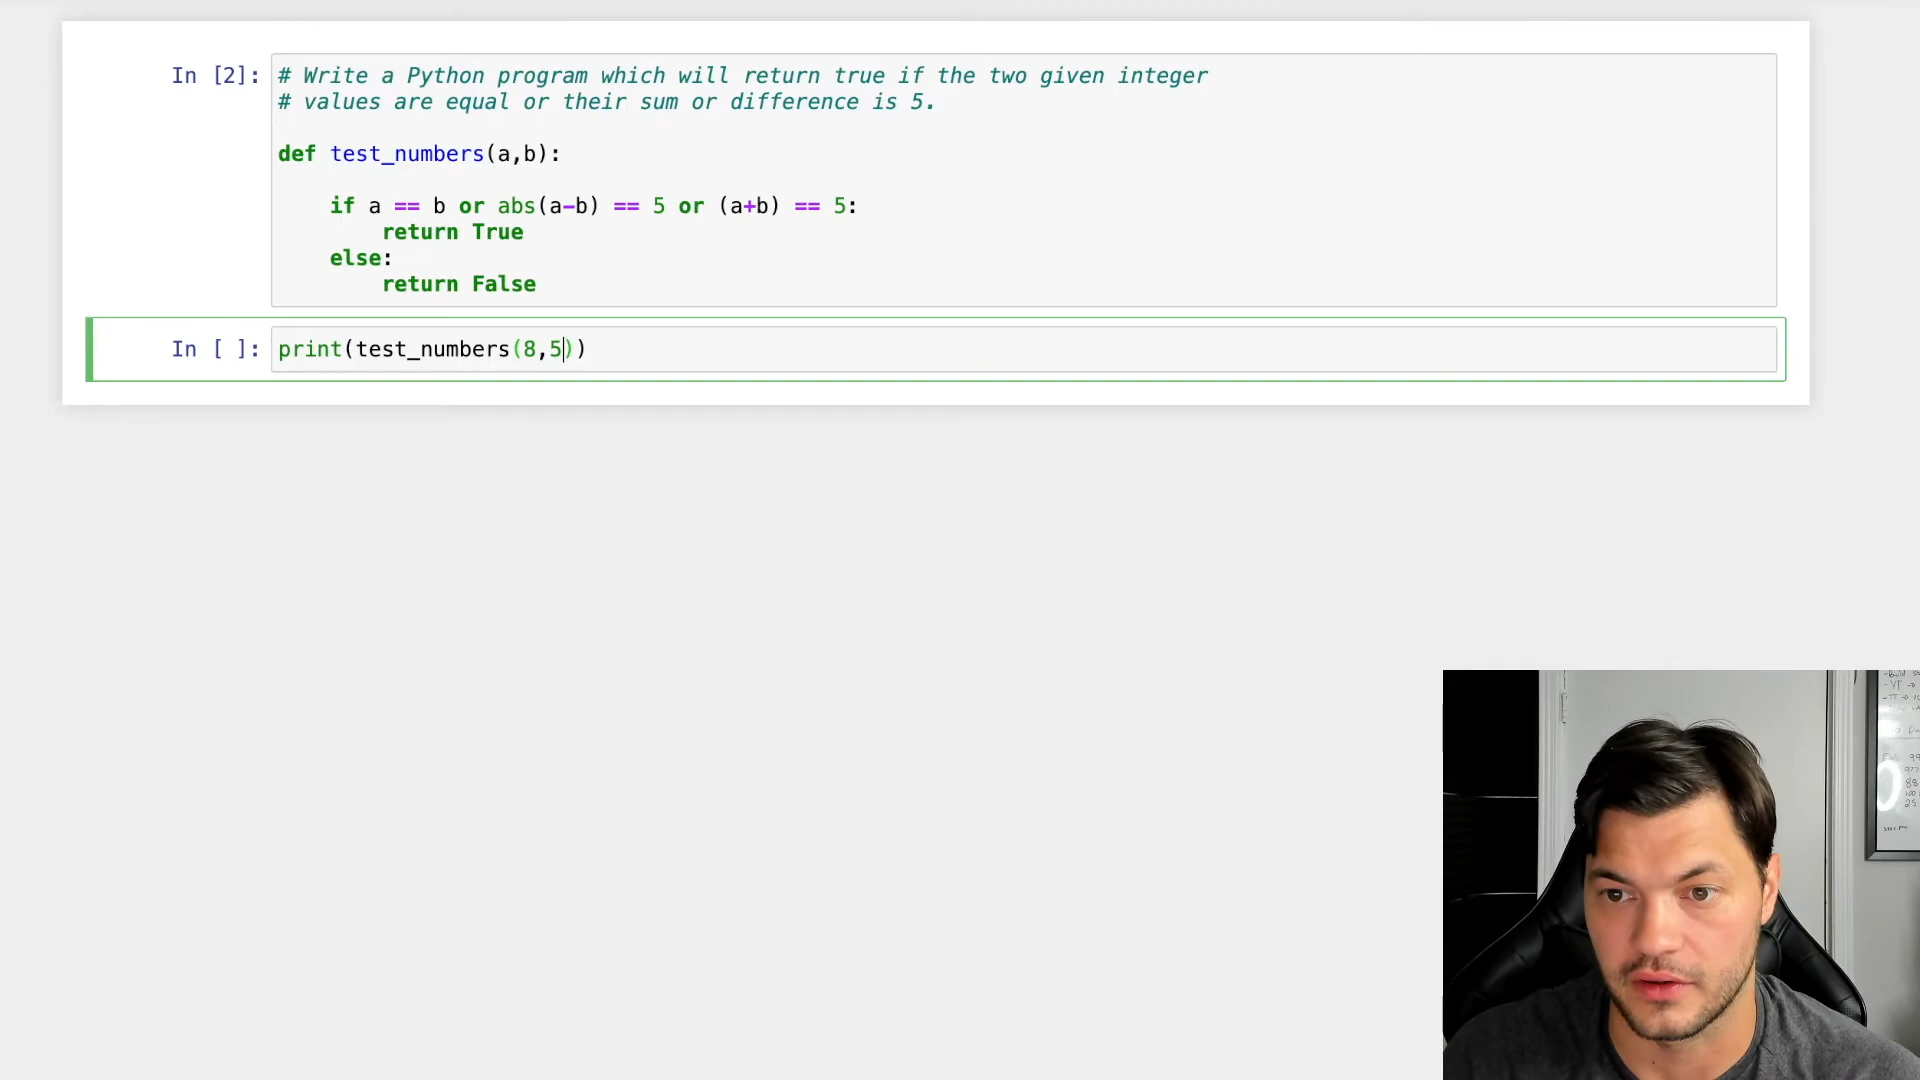 In [2]:
# Write a Python program which will return true if the two given integer
# values are equal or their sum or difference is 5.
def test_numbers(a,b):
if a == b or abs(a-b) == 5 or (a+b) == 5:
return True
else:
return False
In [ ]:
print(test_numbers(8,5))